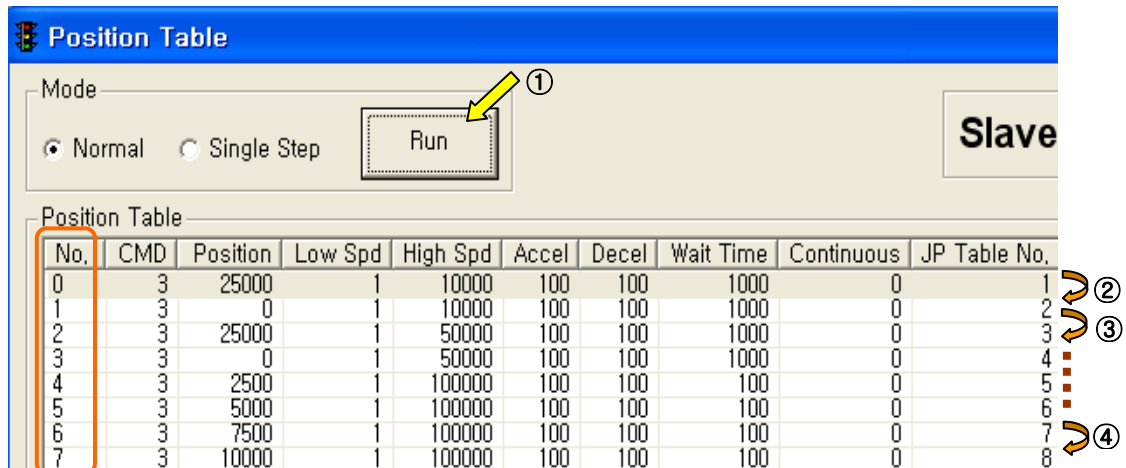 Position Table
Mode
①
Normal Single Step Run
Slave
Position Table
No, CMD Position Low Spd High Spd Accel Decel Wait Time Continuous JP Table No,
0 3 25000 1 10000 100 100 1000 0 1
②
1 3 0 1 10000 100 100 1000 0 2
③
2 3 25000 1 50000 100 100 1000 0 3
3 3 0 1 50000 100 100 1000 0 4
4 3 2500 1 100000 100 100 100 0 5
5 3 5000 1 100000 100 100 100 0 6
6 3 7500 1 100000 100 100 100 0 7
④
7 3 10000 1 100000 100 100 100 0 8